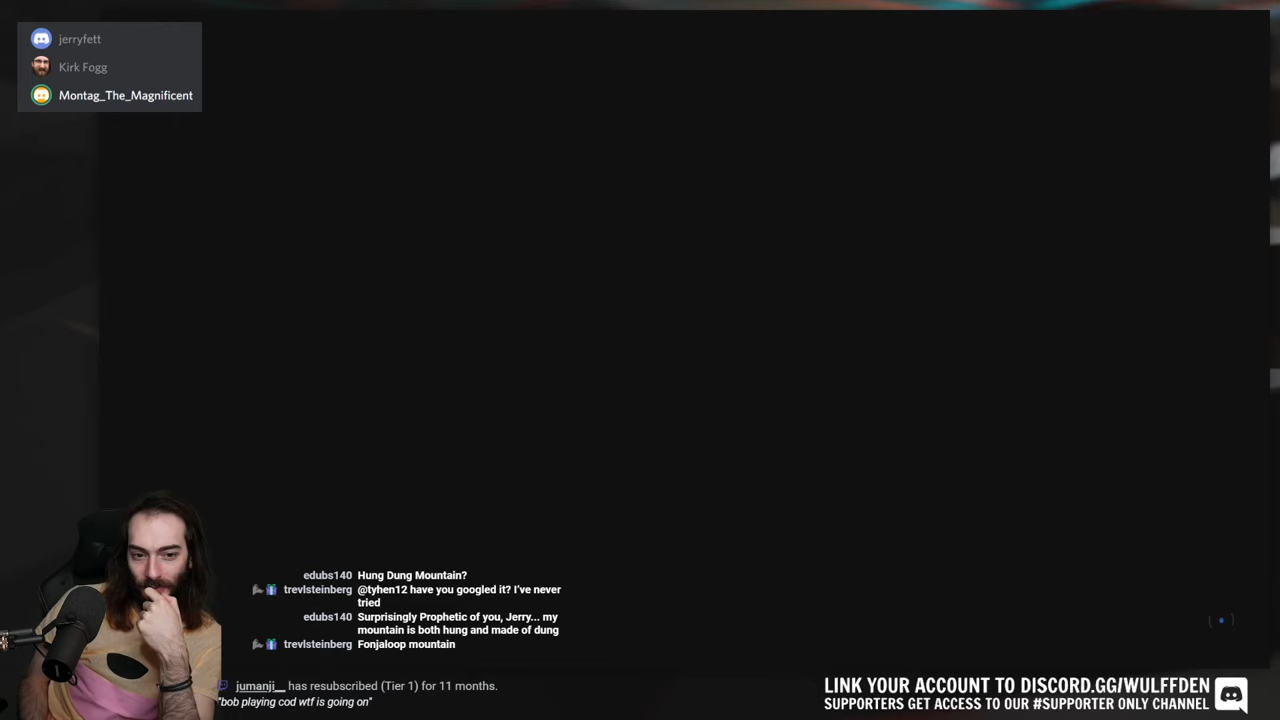 jerryfett
Kirk Fogg
Montag_The_Magnificent
edubs140 Hung Dung Mountain?
trevlsteinberg @tyhen12 have you googled it? I've never
tried
edubs140 Surprisingly Prophetic of you, Jerry... my
mountain is both hung and made of dung
trevlsteinberg Fonjaloop mountain
jumanji__ has resubscribed (Tier 1) for 11 months.
"bob playing cod wtf is going on"
LINK YOUR ACCOUNT TO DISCORD.GG/WULFFDEN
SUPPORTERS GET ACCESS TO OUR #SUPPORTER ONLY CHANNEL